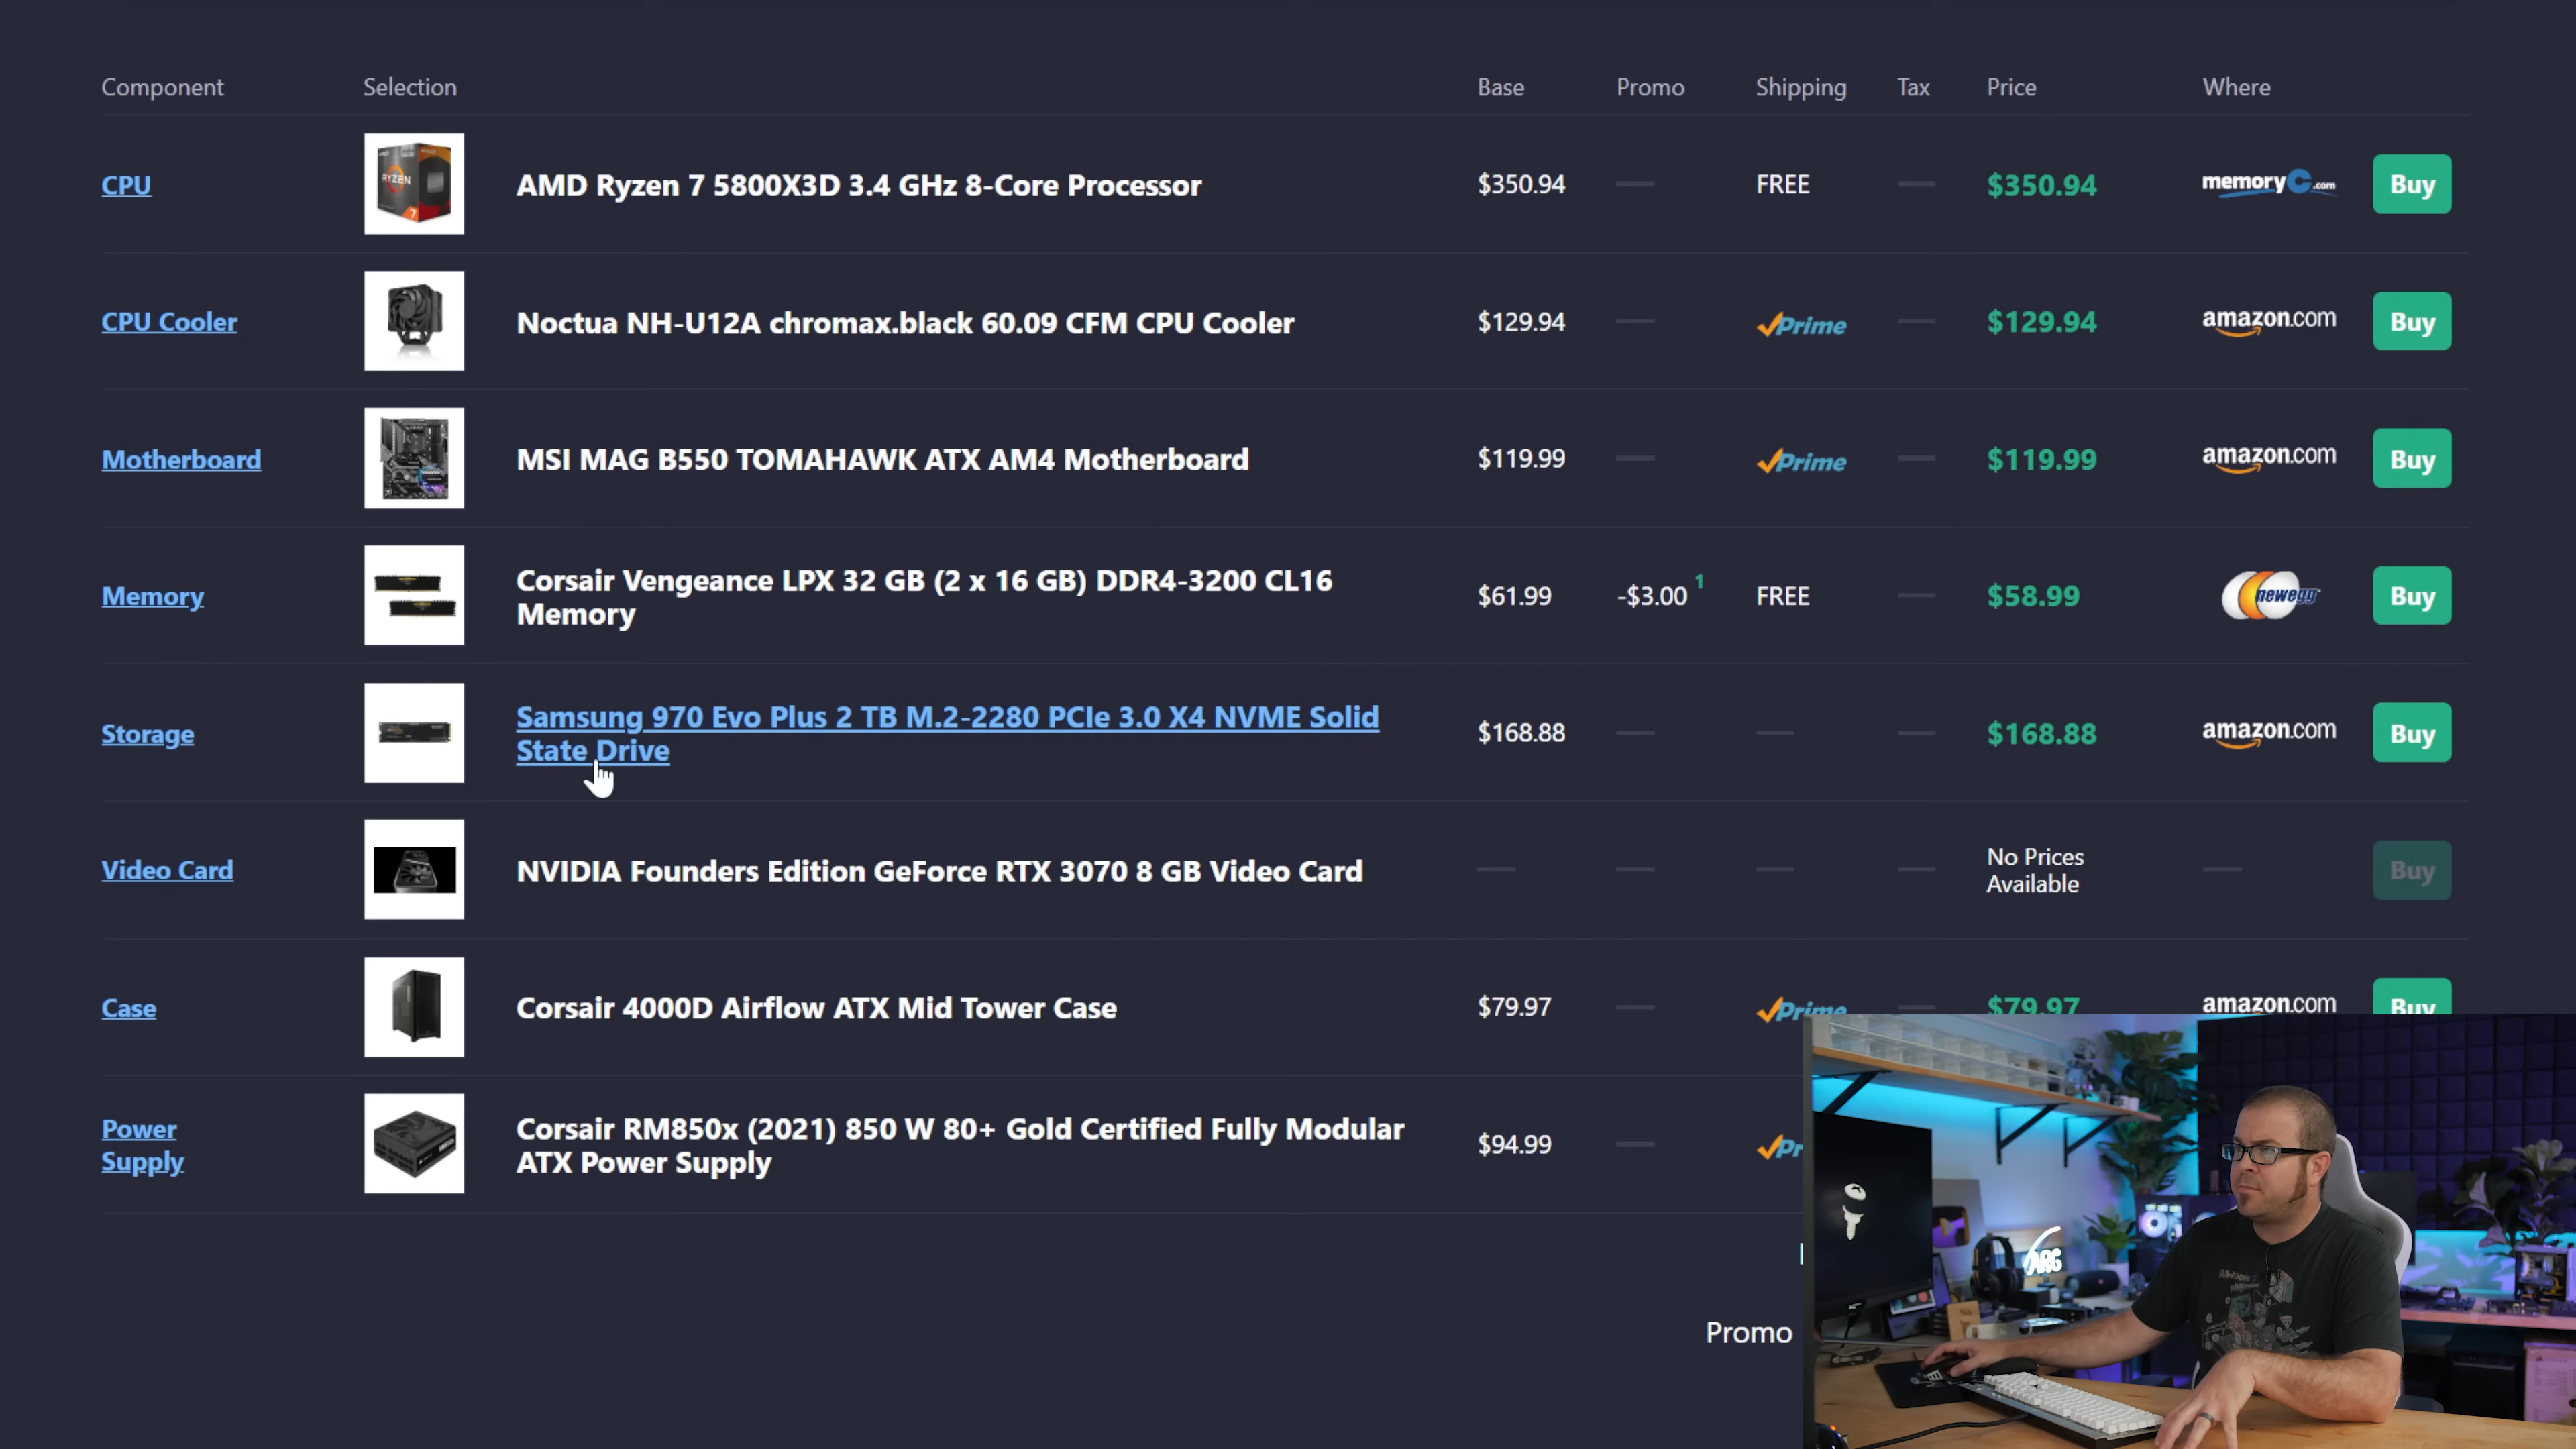 Component Selection Base Promo Shipping Tax Price Where
CPU AMD Ryzen 7 5800X3D 3.4 GHz 8-Core Processor $350.94 FREE $350.94 memoryC.com Buy
CPU Cooler Noctua NH-U12A chromax.black 60.09 CFM CPU Cooler $129.94 Prime $129.94 amazon.com Buy
Motherboard MSI MAG B550 TOMAHAWK ATX AM4 Motherboard $119.99 Prime $119.99 amazon.com Buy
Memory Corsair Vengeance LPX 32 GB (2 x 16 GB) DDR4-3200 CL16 $61.99 -$3.00 1 FREE $58.99 newegg Buy
Memory
Storage Samsung 970 Evo Plus 2 TB M.2-2280 PCIe 3.0 X4 NVME Solid $168.88 $168.88 amazon.com Buy
State Drive
Video Card NVIDIA Founders Edition GeForce RTX 3070 8 GB Video Card No Prices Buy
Available
Case Corsair 4000D Airflow ATX Mid Tower Case $79.97 Prime $79.97 amazon.com Buy
Power Corsair RM850x (2021) 850 W 80+ Gold Certified Fully Modular $94.99 Pr
Supply ATX Power Supply
Promo
RYZEN
7
ARC